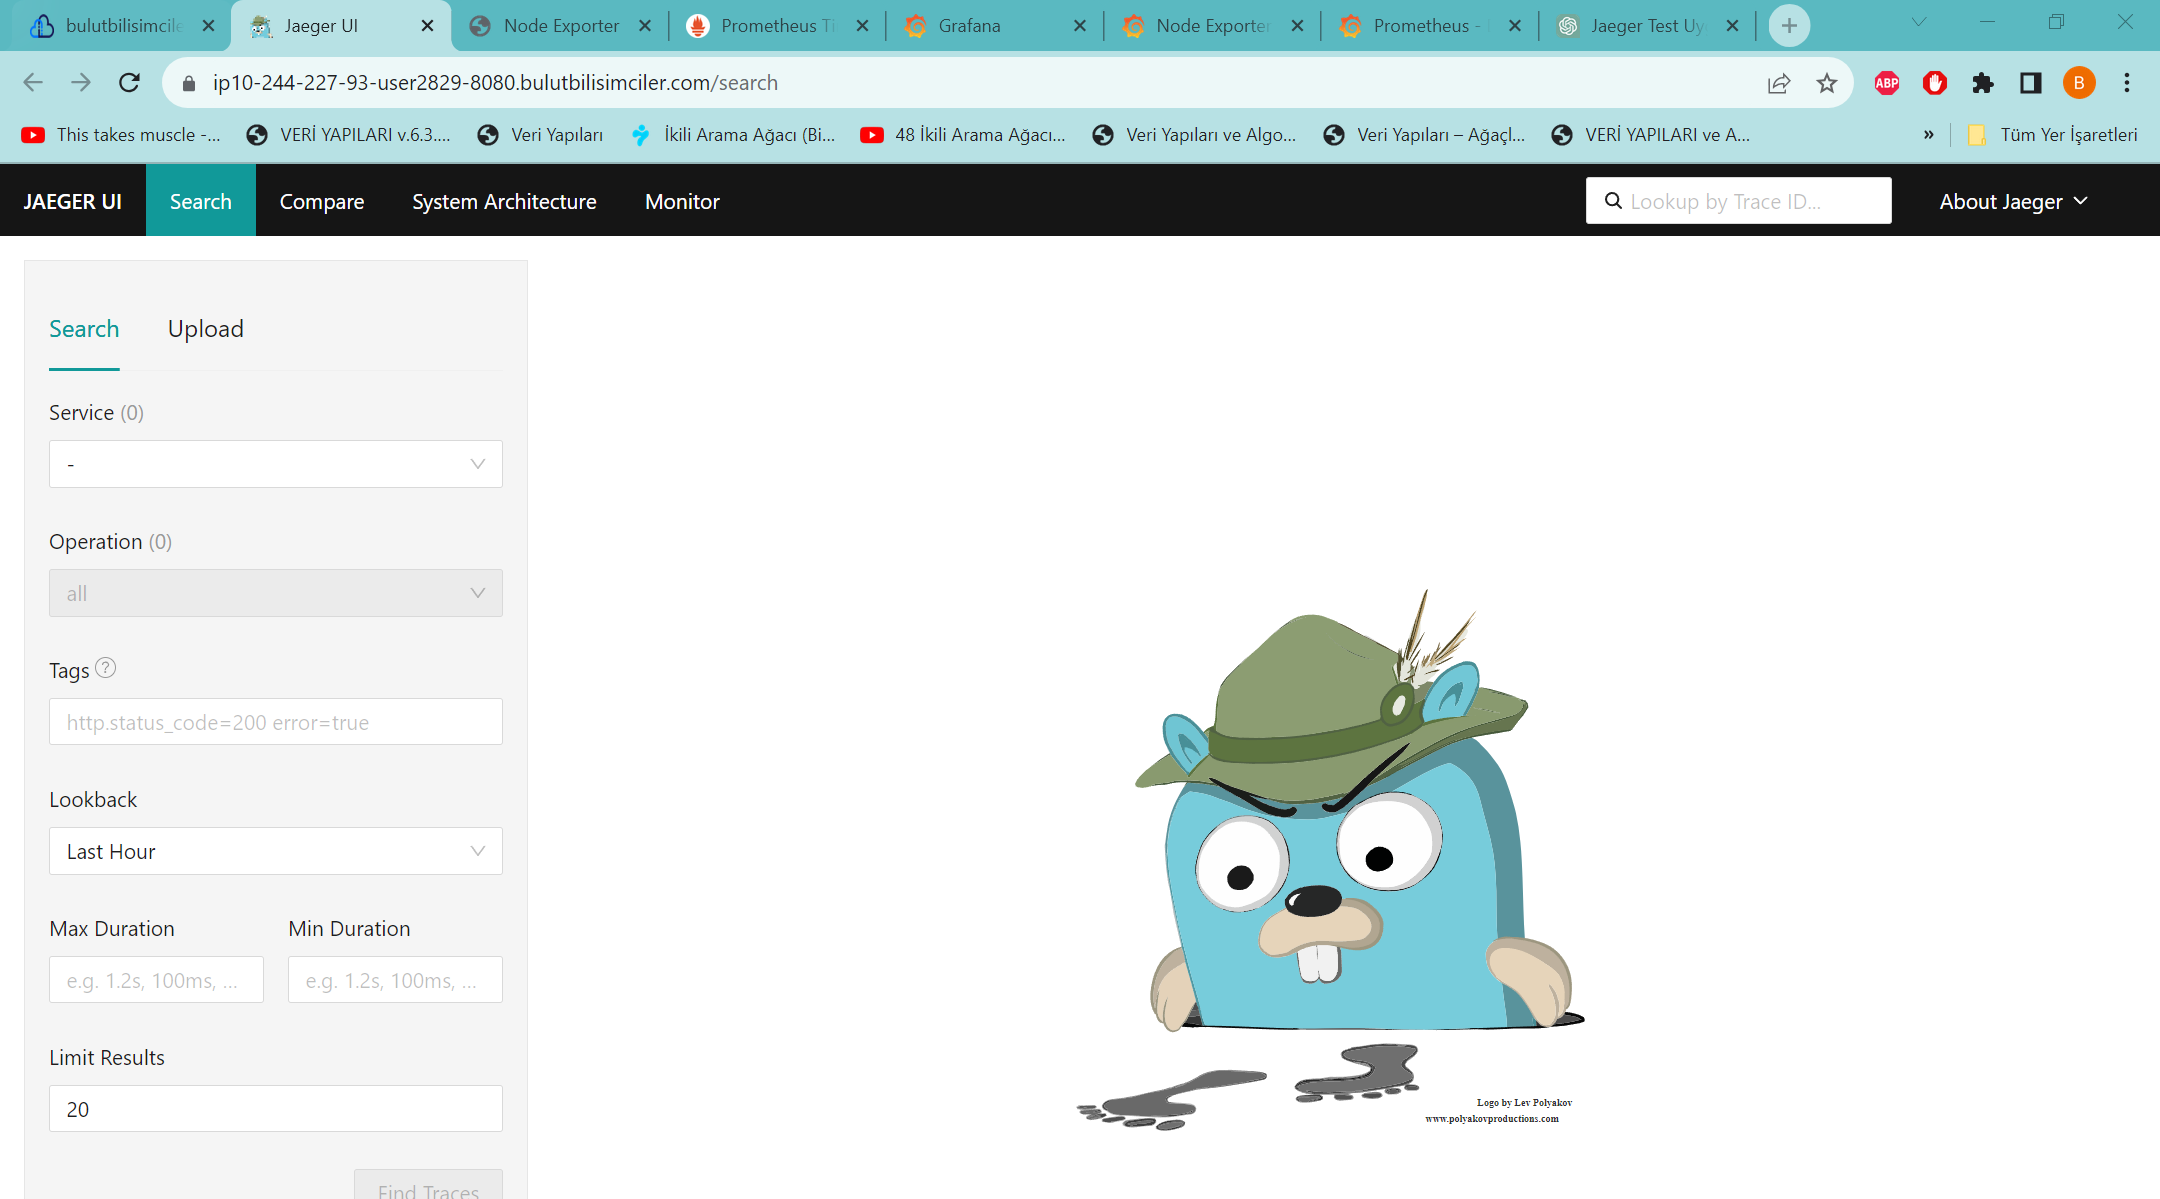 bulutbilisimcile
Jaeger UI
Node Exporter
Prometheus Ti
Grafana
Node Exporter
Prometheus -
Jaeger Test Uy
ip10-244-227-93-user2829-8080.bulutbilisimciler.com/search
ABP
B
This takes muscle -...
VERİ YAPILARI v.6.3....
Veri Yapıları
İkili Arama Ağacı (Bi...
48 İkili Arama Ağacı...
Veri Yapıları ve Algo...
Veri Yapıları – Ağaçl...
VERİ YAPILARI ve A...
»
Tüm Yer İşaretleri
JAEGER UI
Search
Compare
System Architecture
Monitor
Lookup by Trace ID...
About Jaeger
Search
Upload
Service (0)
-
Operation (0)
all
Tags ?
http.status_code=200 error=true
Lookback
Last Hour
Max Duration
Min Duration
e.g. 1.2s, 100ms, ...
e.g. 1.2s, 100ms, ...
Limit Results
20
Find Traces
Logo by Lev Polyakov
www.polyakovproductions.com